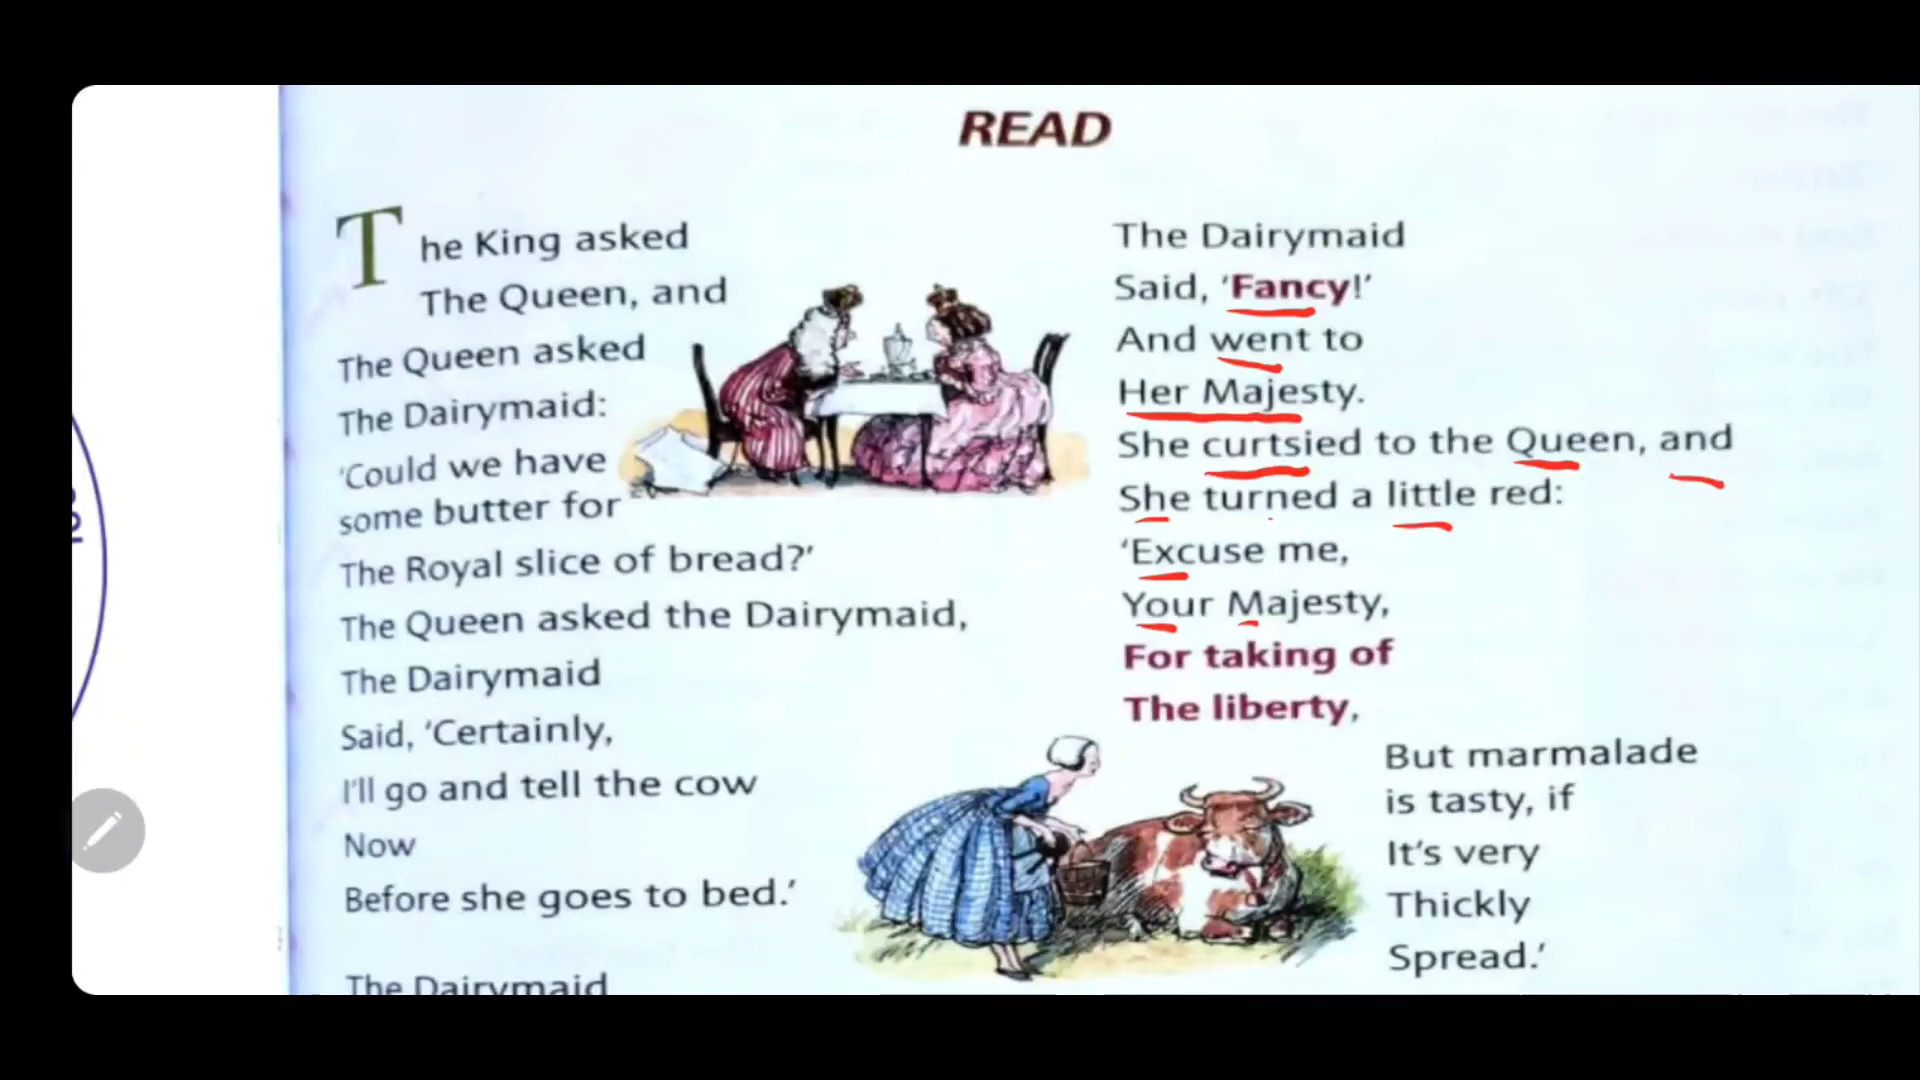 READ
The King asked
The Queen, and
The Queen asked
The Dairymaid:
'Could we have
some butter for
The Royal slice of bread?'
The Queen asked the Dairymaid,
The Dairymaid
Said, 'Certainly,
I'll go and tell the cow
Now
Before she goes to bed.'
The Dairymaid
The Dairymaid
Said, 'Fancy!'
And went to
Her Majesty.
She curtsied to the Queen, and
She turned a little red:
'Excuse me,
Your Majesty,
For taking of
The liberty,
But marmalade
is tasty, if
It's very
Thickly
Spread.'